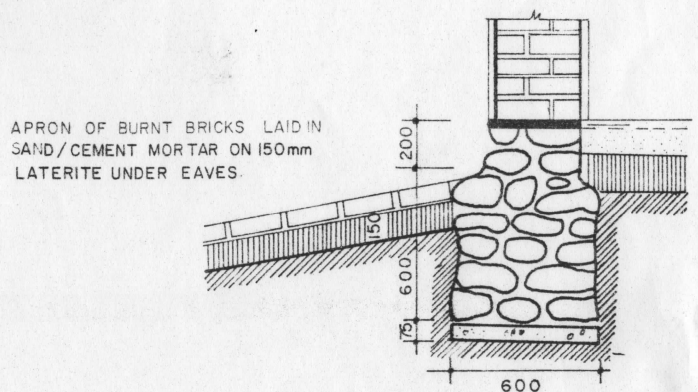 APRON OF BURNT BRICKS LAID IN
SAND/CEMENT MORTAR ON 150mm
LATERITE UNDER EAVES.
200
150
600
75
600